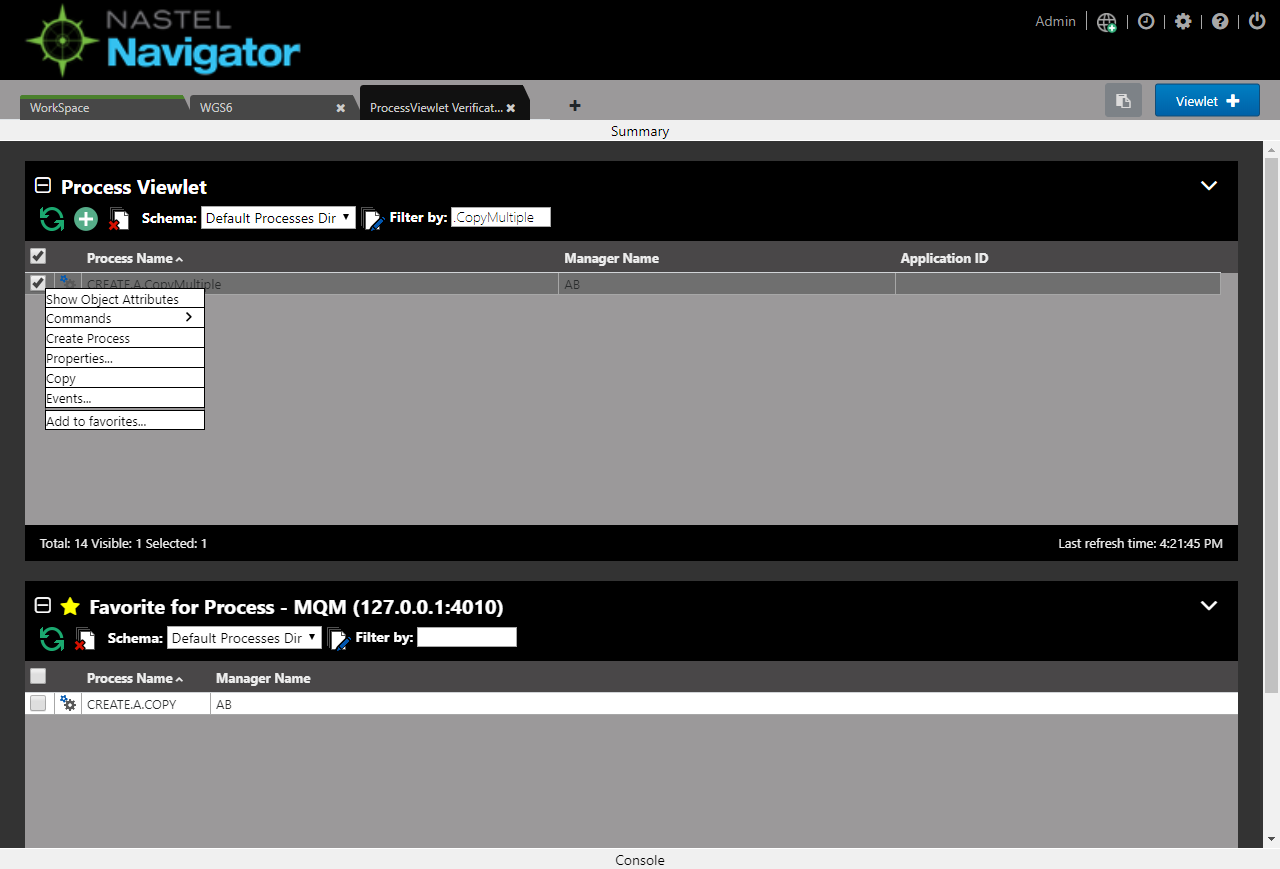 NASTEL
Navigator
Admin
WorkSpace
WGS6
ProcessViewlet Verificat...
Viewlet
Summary
Process Viewlet
Schema: Default Processes Dir Filter by: .CopyMultiple
Process Name Manager Name Application ID
CREATE.A.CopyMultiple AB
Show Object Attributes
Commands
Create Process
Properties...
Copy
Events...
Add to favorites...
Total: 14 Visible: 1 Selected: 1 Last refresh time: 4:21:45 PM
Favorite for Process - MQM (127.0.0.1:4010)
Schema: Default Processes Dir Filter by:
Process Name Manager Name
CREATE.A.COPY AB
Console